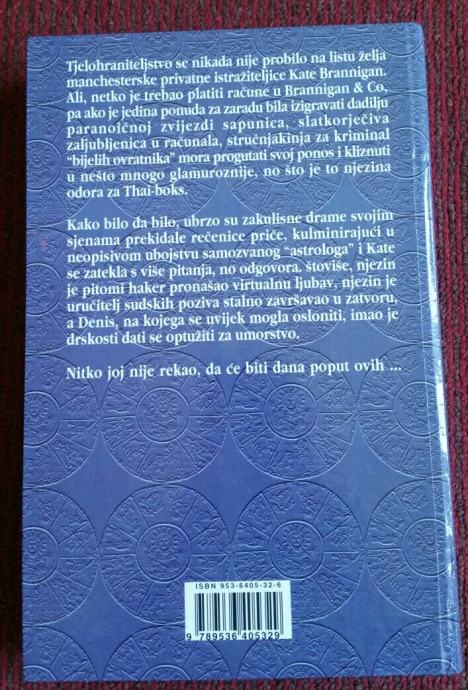 Tjelohraniteljstvo se nikada nije probilo na listu želja
manchesterske privatne istražiteljice Kate Brannigan.
Ali, netko je trebao platiti račune u Brannigan & Co,
pa ako je jedina ponuda za zaradu bila izigravati dadilju
paranoičnoj zvijezdi sapunica, slatkorječiva
zaljubljenica u računala, stručnjakinja za kriminal
"bijelih ovratnika" mora progutati svoj ponos i kliznuti
u nešto mnogo glamuroznije, no što je to njezina
odora za Thai-boks.
Kako bilo da bilo, ubrzo su zakulisne drame svojim
sjenama prekidale rečenice priče, kulminirajući u
neopisivom ubojstvu samozvanog "astrologa" i Kate
se zatekla s više pitanja, no odgovora. štoviše, njezin
je pitomi haker pronašao virtualnu ljubav, njezin je
uručitelj sudskih poziva stalno završavao u zatvoru,
a Denis, na kojega se uvijek mogla osloniti, imao je
drskosti dati se optužiti za umorstvo.
Nitko joj nije rekao, da će biti dana poput ovih ...
ISBN 953-6405-32-6
9 789536 405329